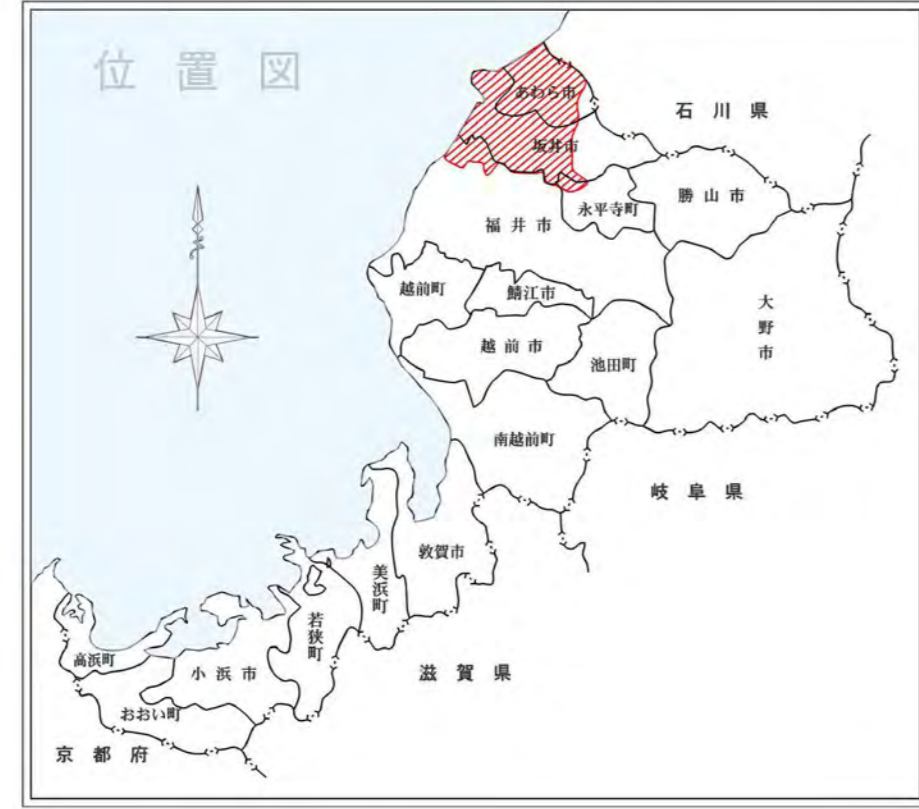 位置図
あわら市
石川県
坂井市
勝山市
永平寺町
福井市
越前町
鯖江市
大野市
越前市
池田町
南越前町
岐阜県
敦賀市
美浜町
若狭町
高浜町
小浜市
滋賀県
おおい町
京都府